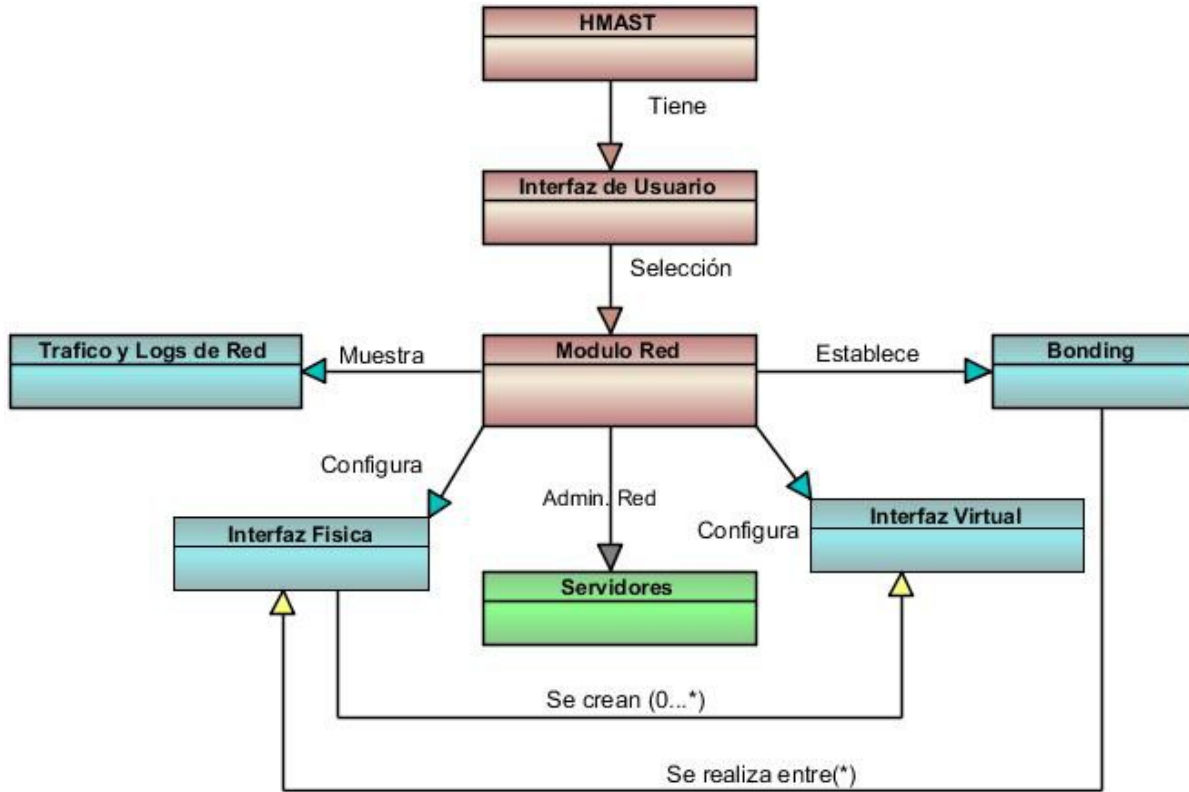 HMAST
Tiene
Interfaz de Usuario
Selección
Trafico y Logs de Red
Muestra
Modulo Red
Establece
Bonding
Configura
Admin. Red
Configura
Interfaz Fisica
Interfaz Virtual
Servidores
Se crean (0...*)
Se realiza entre(*)